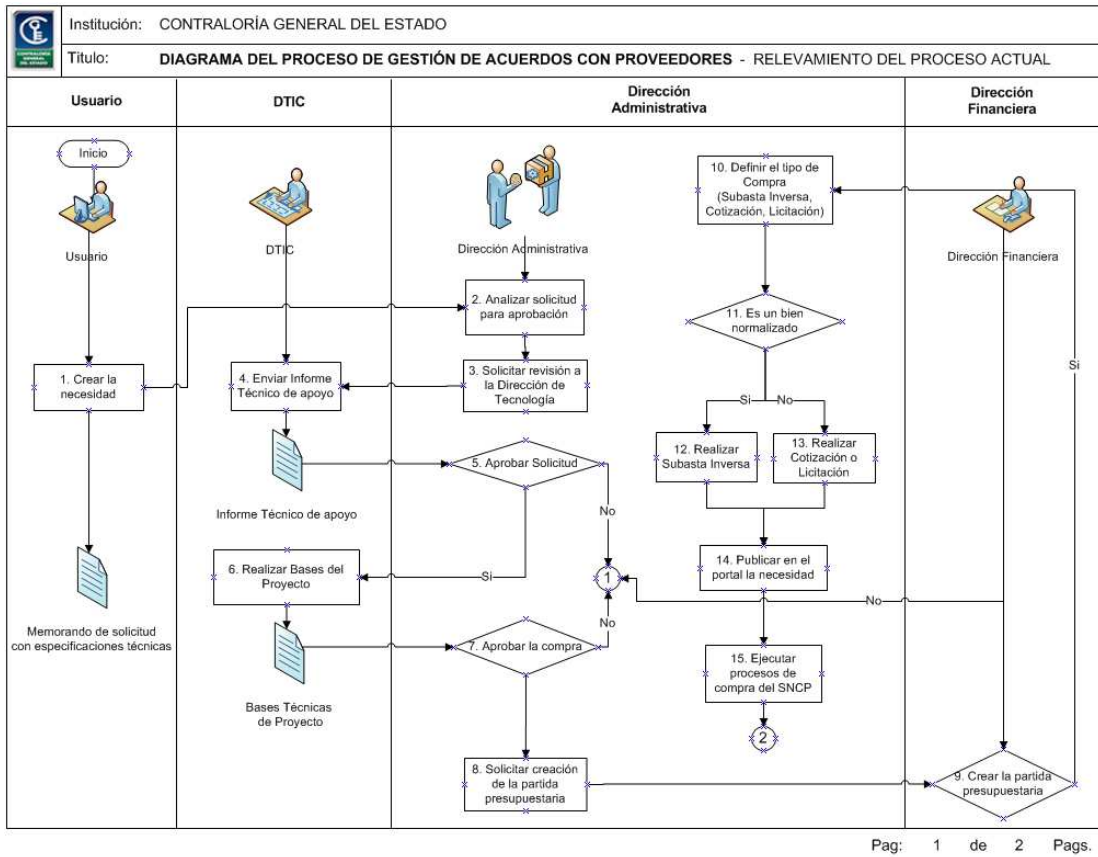 Institución: CONTRALORÍA GENERAL DEL ESTADO
Titulo: DIAGRAMA DEL PROCESO DE GESTIÓN DE ACUERDOS CON PROVEEDORES - RELEVAMIENTO DEL PROCESO ACTUAL
CONTRALORÍA
GENERAL
DEL ESTADO
Usuario
DTIC
Dirección
Administrativa
Dirección
Financiera
Inicio
Usuario
DTIC
Dirección Administrativa
Dirección Financiera
1. Crear la
necesidad
Memorando de solicitud
con especificaciones técnicas
2. Analizar solicitud
para aprobación
3. Solicitar revisión a
la Dirección de
Tecnología
4. Enviar Informe
Técnico de apoyo
Informe Técnico de apoyo
5. Aprobar Solicitud
No
Si
6. Realizar Bases del
Proyecto
Bases Técnicas
de Proyecto
7. Aprobar la compra
No
1
8. Solicitar creación
de la partida
presupuestaria
9. Crear la partida
presupuestaria
No
Si
10. Definir el tipo de
Compra
(Subasta Inversa,
Cotización, Licitación)
11. Es un bien
normalizado
Si
No
12. Realizar
Subasta Inversa
13. Realizar
Cotización o
Licitación
14. Publicar en el
portal la necesidad
15. Ejecutar
procesos de
compra del SNCP
2
Pag: 1 de 2 Pags.